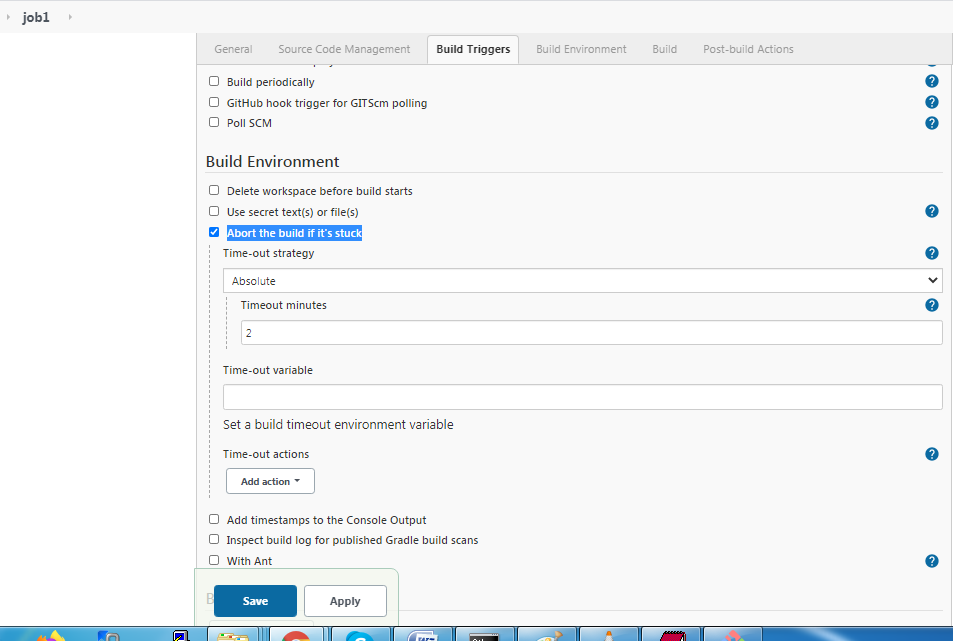 job1
General Source Code Management Build Triggers Build Environment Build Post-build Actions
Build periodically
GitHub hook trigger for GITScm polling
Poll SCM
Build Environment
Delete workspace before build starts
Use secret text(s) or file(s)
Abort the build if it's stuck
Time-out strategy
Absolute
Timeout minutes
2
Time-out variable
Set a build timeout environment variable
Time-out actions
Add action
Add timestamps to the Console Output
Inspect build log for published Gradle build scans
With Ant
Save Apply